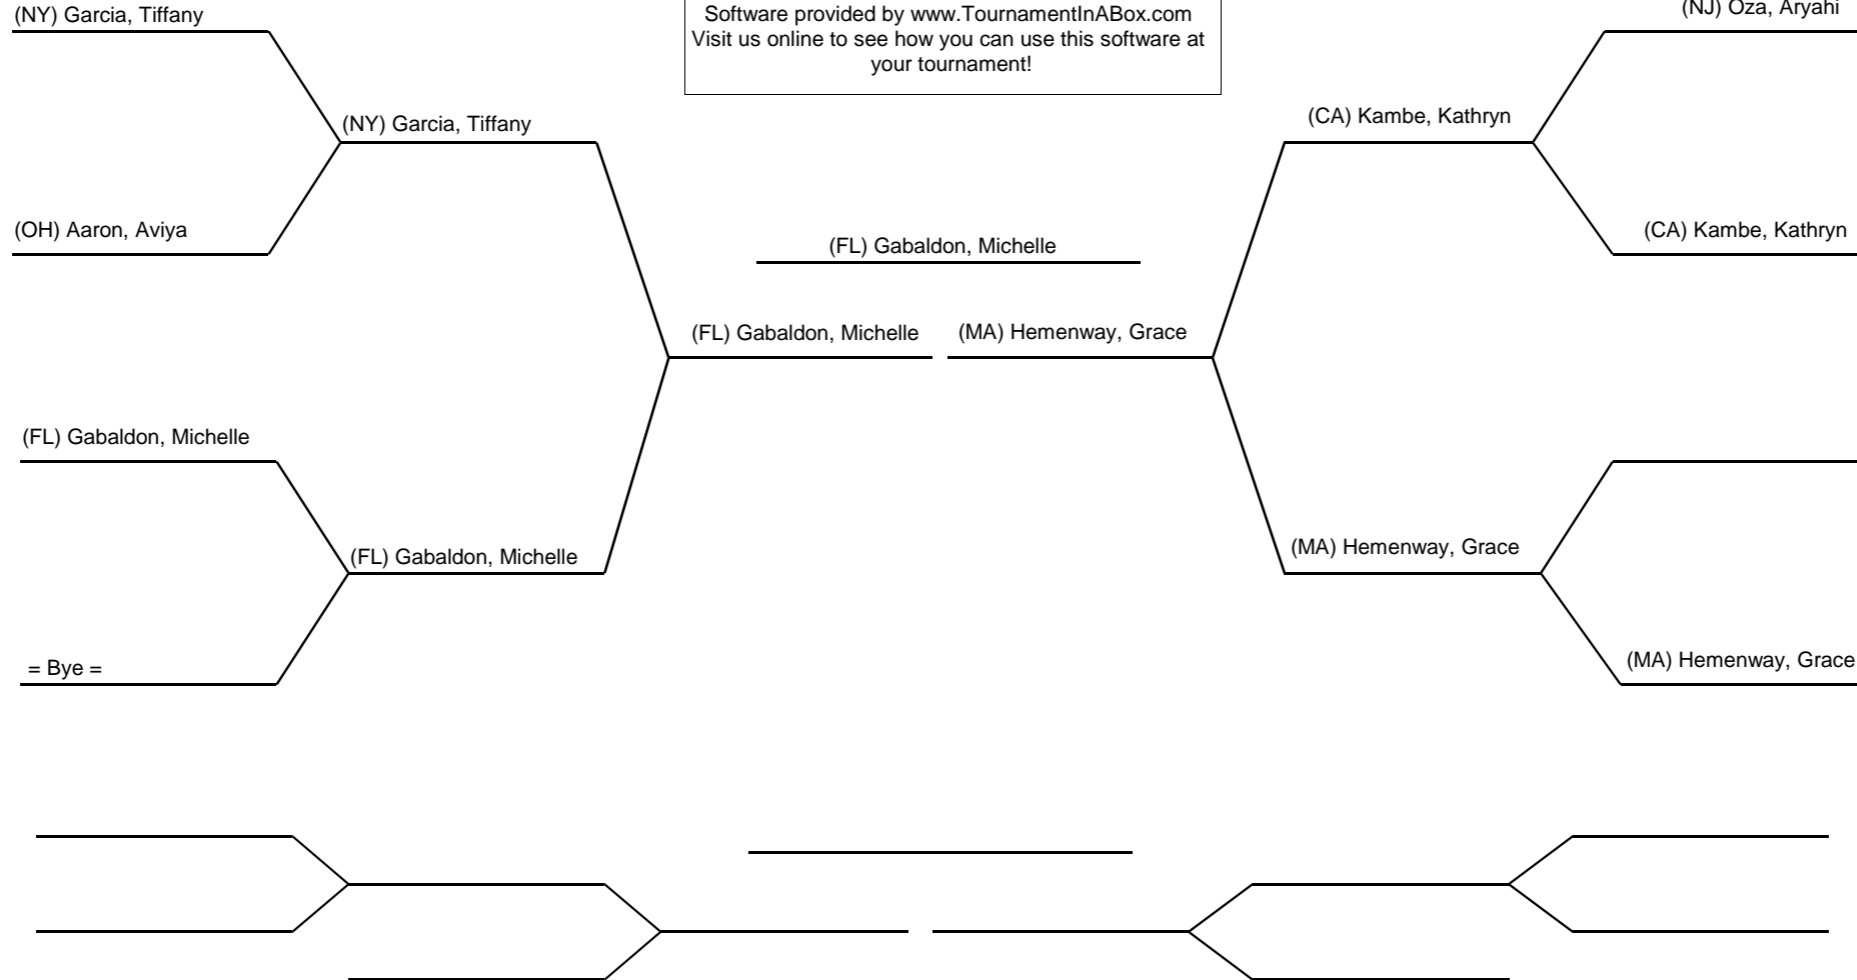 (NY) Garcia, Tiffany
Software provided by www.TournamentInABox.com
Visit us online to see how you can use this software at
your tournament!
(NJ) Oza, Aryahi
(NY) Garcia, Tiffany
(CA) Kambe, Kathryn
(OH) Aaron, Aviya
(FL) Gabaldon, Michelle
(CA) Kambe, Kathryn
(FL) Gabaldon, Michelle
(MA) Hemenway, Grace
(FL) Gabaldon, Michelle
(FL) Gabaldon, Michelle
(MA) Hemenway, Grace
= Bye =
(MA) Hemenway, Grace